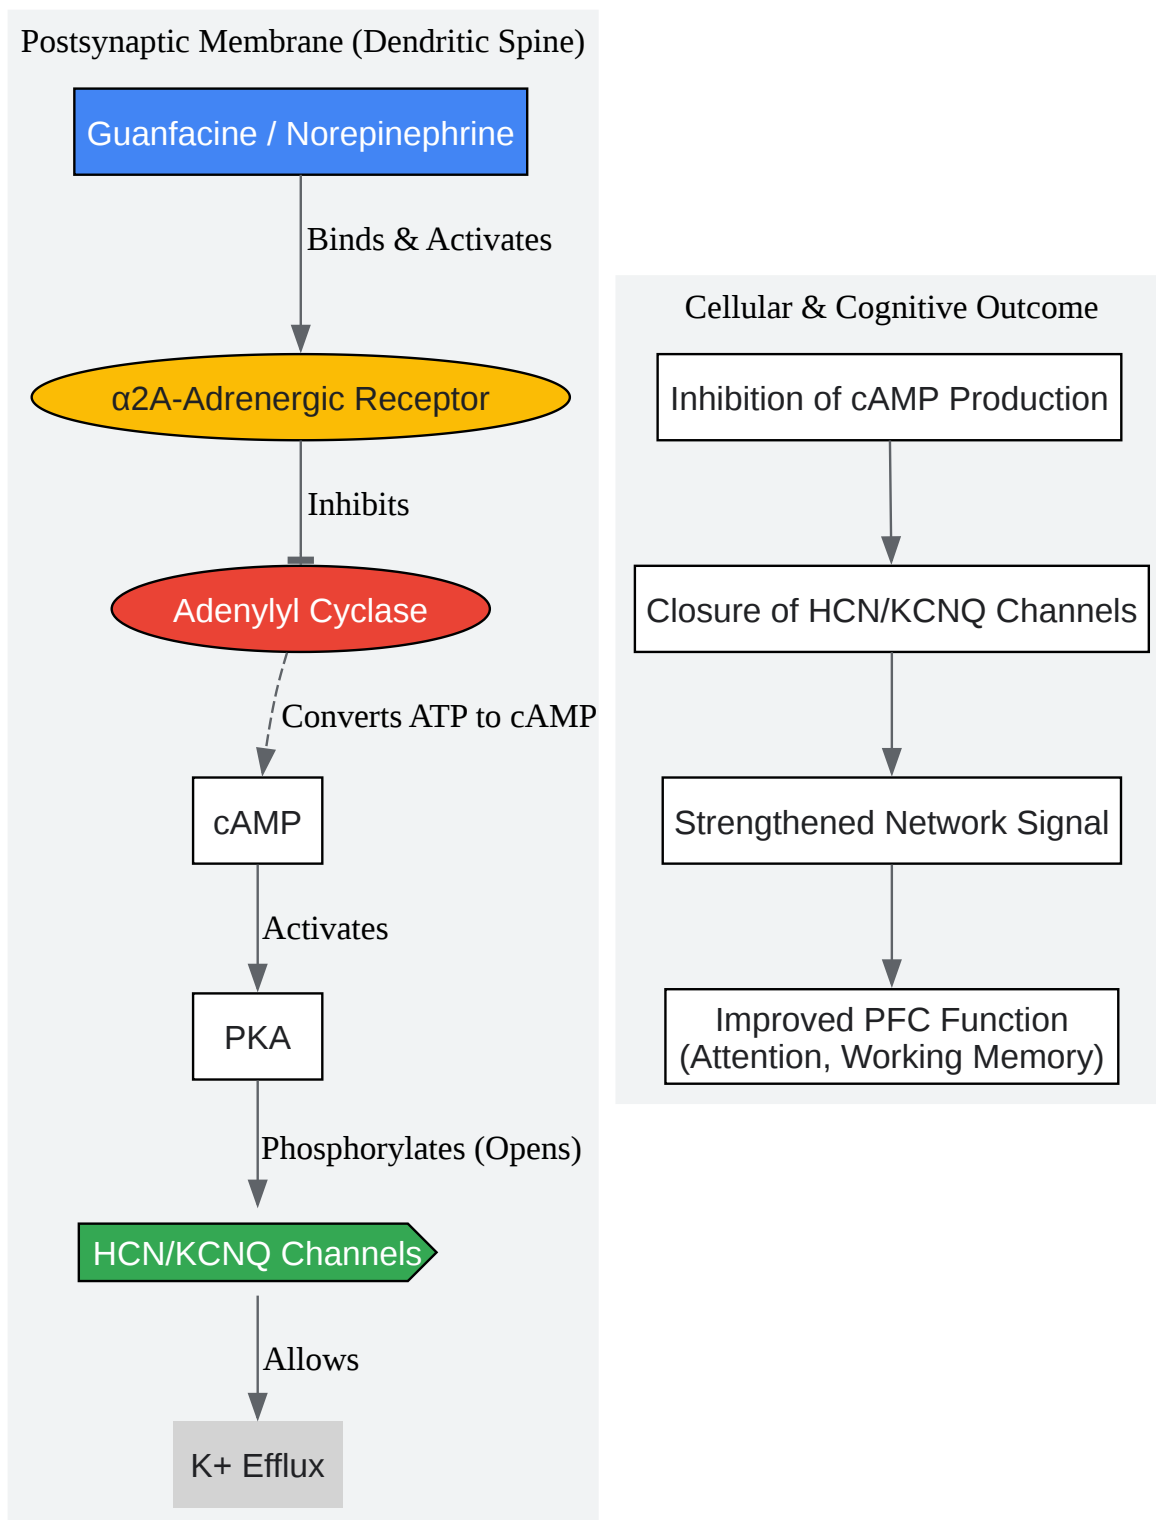 Postsynaptic Membrane (Dendritic Spine)
Guanfacine / Norepinephrine
Binds & Activates
α2A-Adrenergic Receptor
Inhibits
Adenylyl Cyclase
Converts ATP to cAMP
cAMP
Activates
PKA
Phosphorylates (Opens)
HCN/KCNQ Channels
Allows
K+ Efflux
Cellular & Cognitive Outcome
Inhibition of cAMP Production
Closure of HCN/KCNQ Channels
Strengthened Network Signal
Improved PFC Function
(Attention, Working Memory)